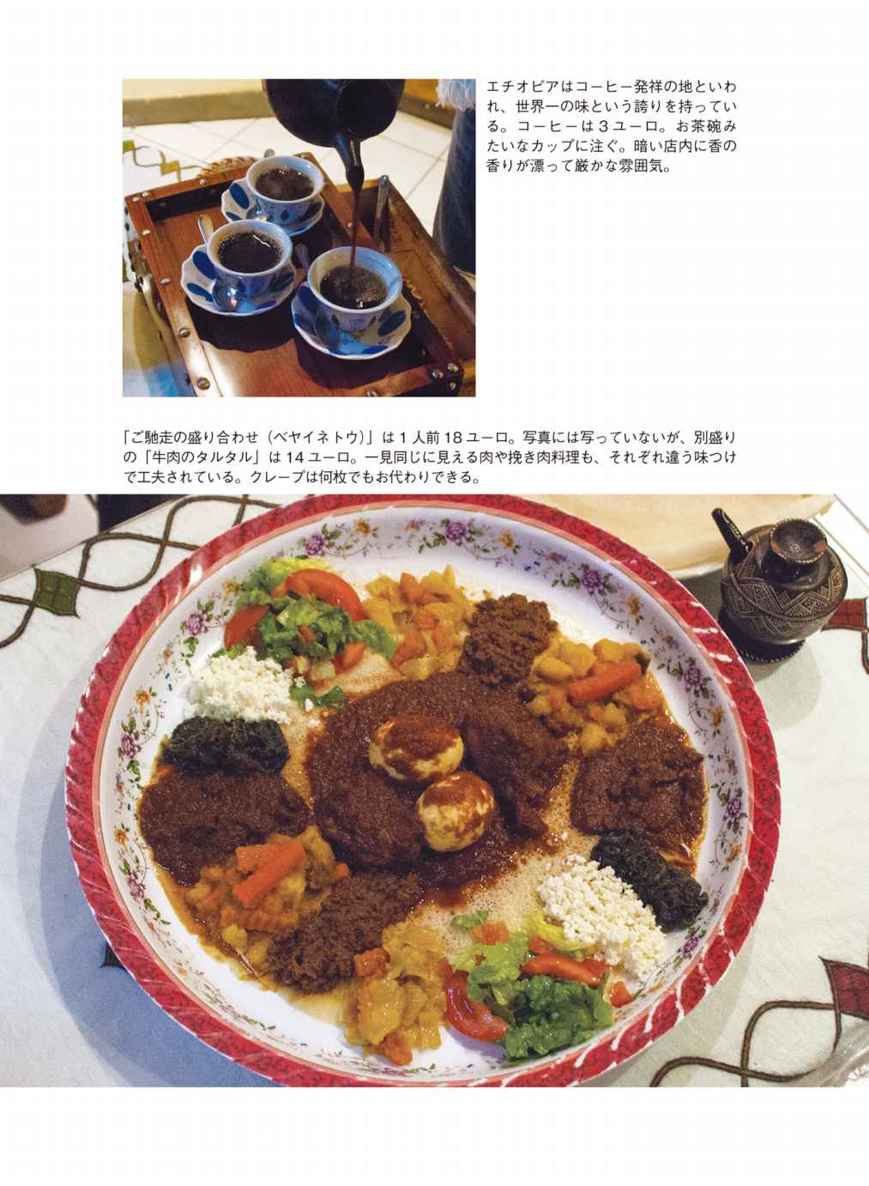 エチオピアはコーヒー発祥の地といわ
れ、世界一の味という誇りを持ってい
る。コーヒーは3ユーロ。お茶碗み
たいなカップに注ぐ。暗い店内に香の
香りが漂って厳かな雰囲気。
「ご馳走の盛り合わせ（ベヤイネトウ）」は1人前18ユーロ。写真には写っていないが、別盛り
の「牛肉のタルタル」は14ユーロ。一見同じに見える肉や挽き肉料理も、それぞれ違う味つけ
で工夫されている。クレープは何枚でもお代わりできる。